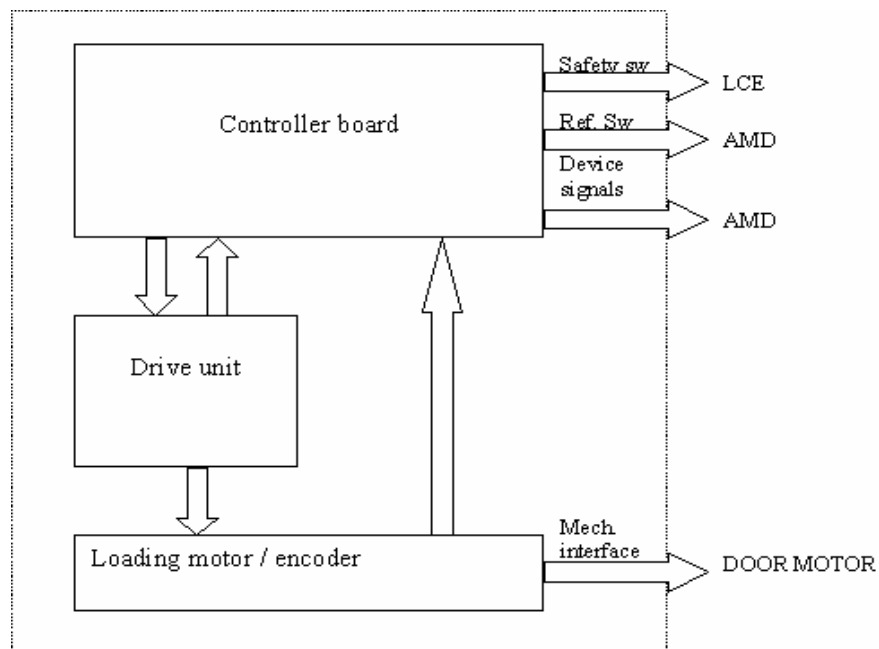 Safety sw
LCE
Controller board
Ref. Sw
AMD
Device
signals
AMD
Drive unit
Mech.
interface
Loading motor / encoder
DOOR MOTOR